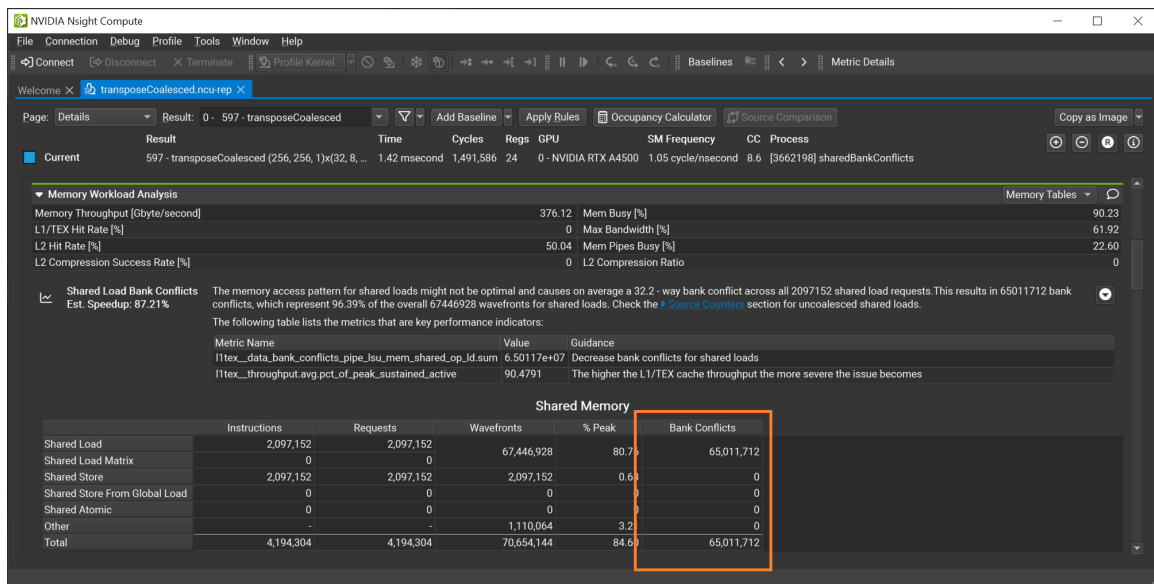 NVIDIA Nsight Compute
File Connection Debug Profile Tools Window Help
Connect Disconnect Terminate Profile Kernel Baselines Metric Details
Welcome transposeCoalesced.ncu-rep
Page: Details Result: 0 - 597 - transposeCoalesced Add Baseline Apply Rules Occupancy Calculator Source Comparison Copy as Image
Result Time Cycles Regs GPU SM Frequency CC Process
Current 597 - transposeCoalesced (256, 256, 1)x(32, 8, ... 1.42 msecond 1,491,586 24 0 - NVIDIA RTX A4500 1.05 cycle/nsecond 8.6 [3662198] sharedBankConflicts
Memory Workload Analysis Memory Tables
Memory Throughput [Gbyte/second] 376.12 Mem Busy [%] 90.23
L1/TEX Hit Rate [%] 0 Max Bandwidth [%] 61.92
L2 Hit Rate [%] 50.04 Mem Pipes Busy [%] 22.60
L2 Compression Success Rate [%] 0 L2 Compression Ratio 0
Shared Load Bank Conflicts The memory access pattern for shared loads might not be optimal and causes on average a 32.2 - way bank conflict across all 2097152 shared load requests.This results in 65011712 bank
Est. Speedup: 87.21% conflicts, which represent 96.39% of the overall 67446928 wavefronts for shared loads. Check the Source Counters section for uncoalesced shared loads.
The following table lists the metrics that are key performance indicators:
Metric Name Value Guidance
l1tex__data_bank_conflicts_pipe_lsu_mem_shared_op_ld.sum 6.50117e+07 Decrease bank conflicts for shared loads
l1tex__throughput.avg.pct_of_peak_sustained_active 90.4791 The higher the L1/TEX cache throughput the more severe the issue becomes
Shared Memory
Instructions Requests Wavefronts % Peak Bank Conflicts
Shared Load 2,097,152 2,097,152 67,446,928 65,011,712
Shared Load Matrix 0 0
Shared Store 2,097,152 2,097,152 2,097,152 0
Shared Store From Global Load 0 0 0 0
Shared Atomic 0 0 0 0
Other - - 1,110,064 0
Total 4,194,304 4,194,304 70,654,144 84.60 65,011,712